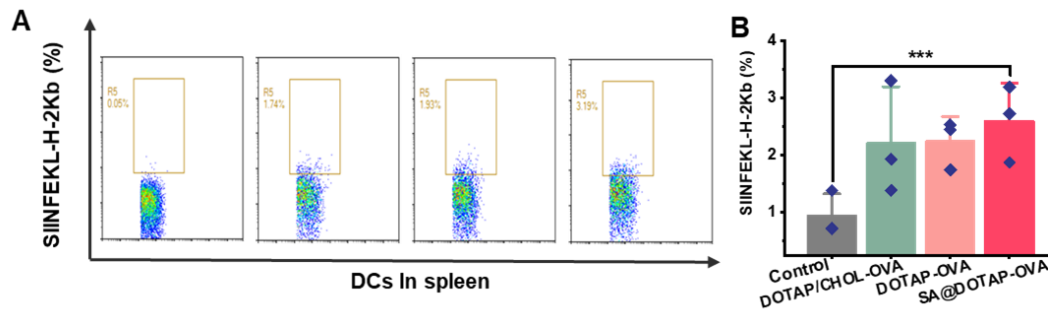 A
SIINFEKL-H-2Kb (%)
R5
0.05%
R5
1.74%
R5
1.93%
R5
3.19%
DCs In spleen
B
SIINFEKL-H-2Kb (%)
4
3
2
1
***
Control
DOTAP/CHOL-OVA
DOTAP-OVA
SA@DOTAP-OVA